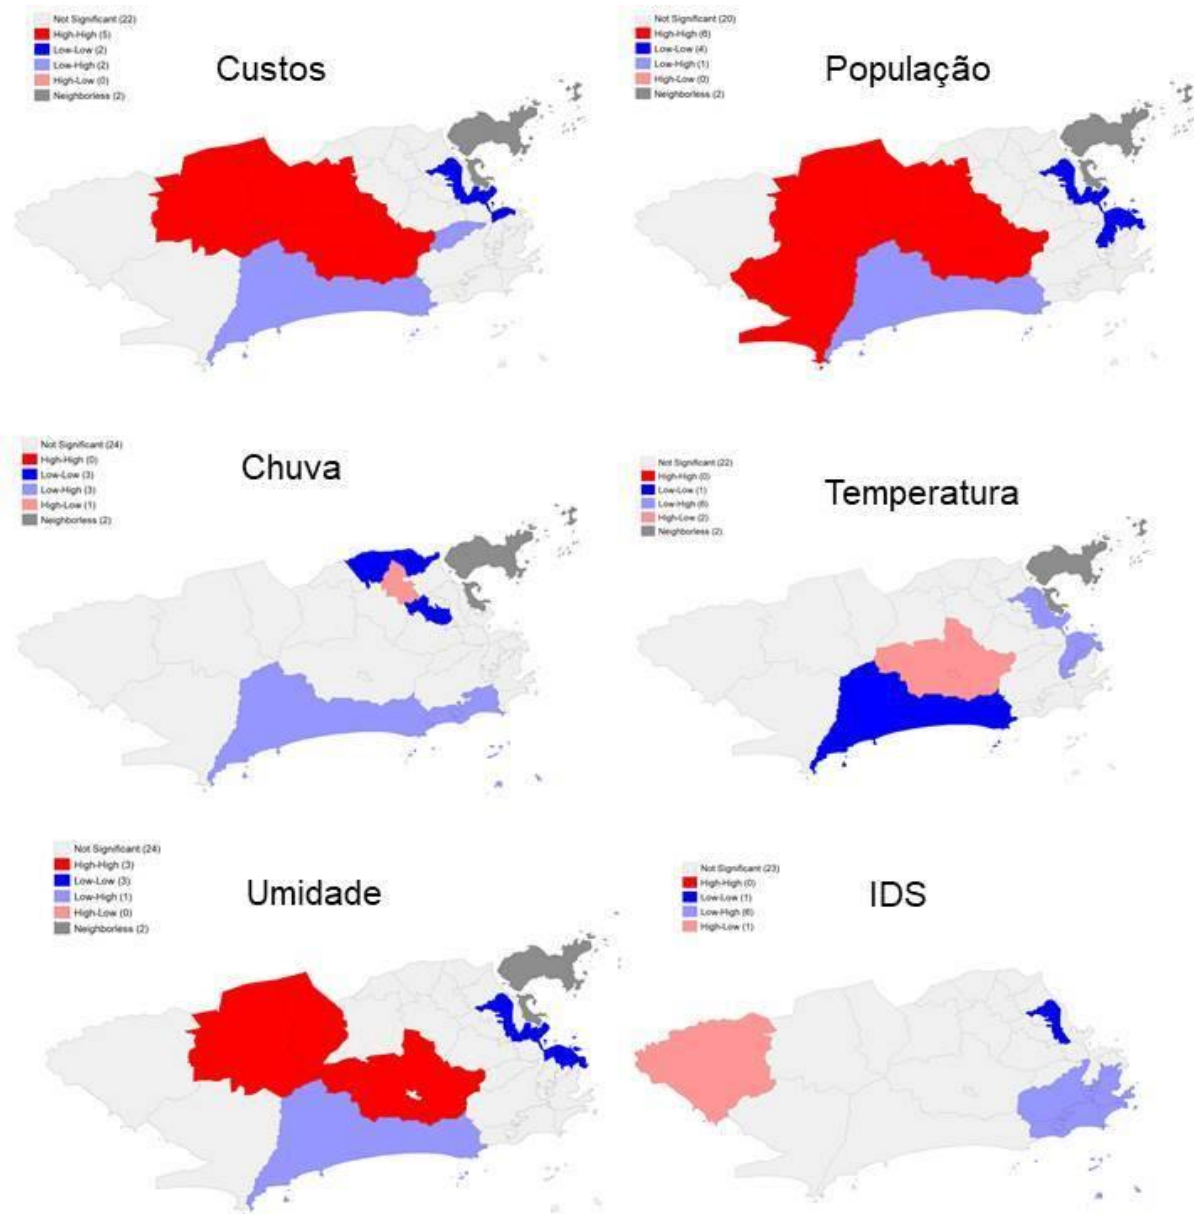 Not Significant (22)
High-High (5)
Low-Low (2)
Low-High (2)
High-Low (0)
Neighborless (2)
Custos
Not Significant (20)
High-High (6)
Low-Low (4)
Low-High (1)
High-Low (0)
Neighborless (2)
População
Not Significant (24)
High-High (0)
Low-Low (3)
Low-High (3)
High-Low (1)
Neighborless (2)
Chuva
Not Significant (22)
High-High (0)
Low-Low (1)
Low-High (6)
High-Low (2)
Neighborless (2)
Temperatura
Not Significant (24)
High-High (3)
Low-Low (3)
Low-High (1)
High-Low (0)
Neighborless (2)
Umidade
Not Significant (23)
High-High (0)
Low-Low (1)
Low-High (6)
High-Low (1)
IDS